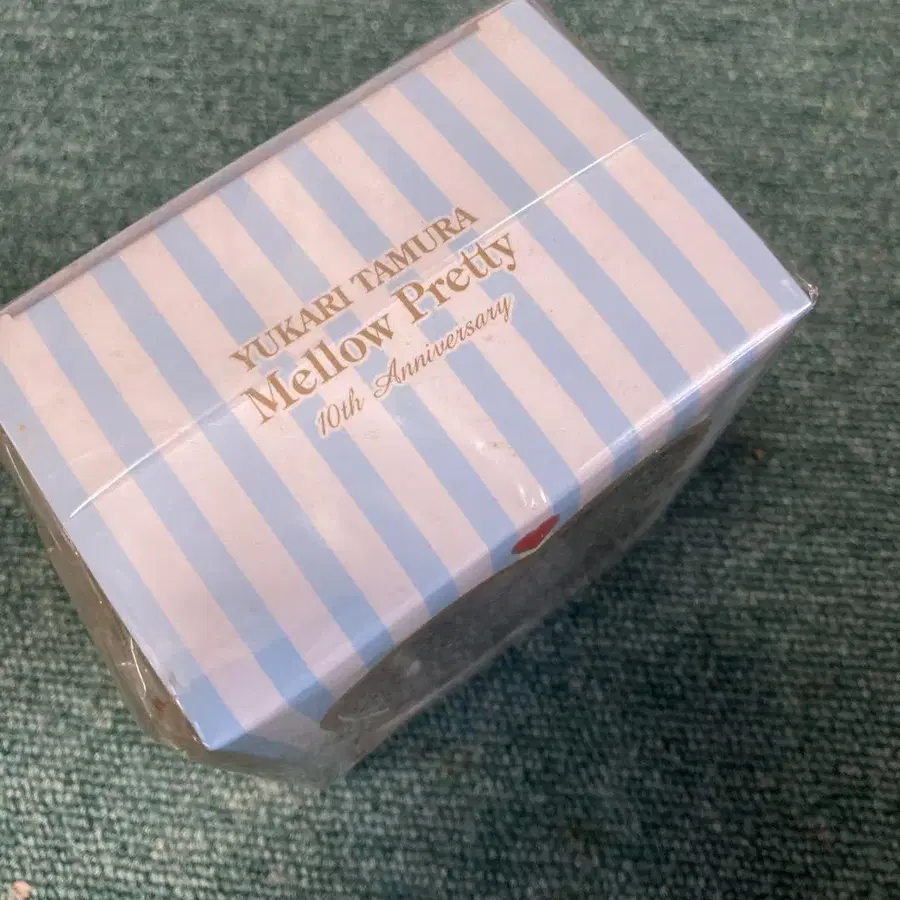 YUKARI TAMURA
Mellow Pretty
10th Anniversary